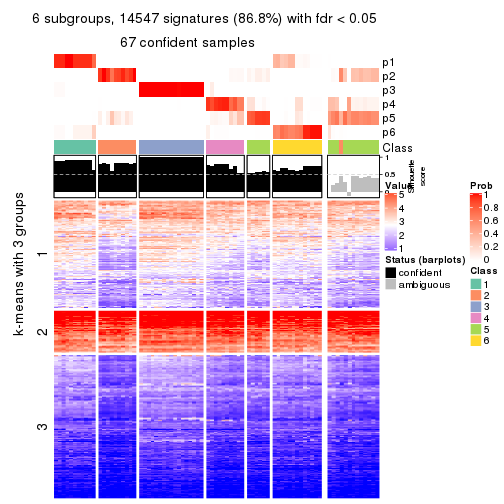 6 subgroups, 14547 signatures (86.8%) with fdr < 0.05
67 confident samples
p1
p2
p3
p4
p5
p6
Class
1
0.5
0
Silhouette
score
k-means with 3 groups
1
2
3
Value
5
4
3
2
1
Status (barplots)
confident
ambiguous
Prob
1
0.8
0.6
0.4
0.2
0
Class
1
2
3
4
5
6